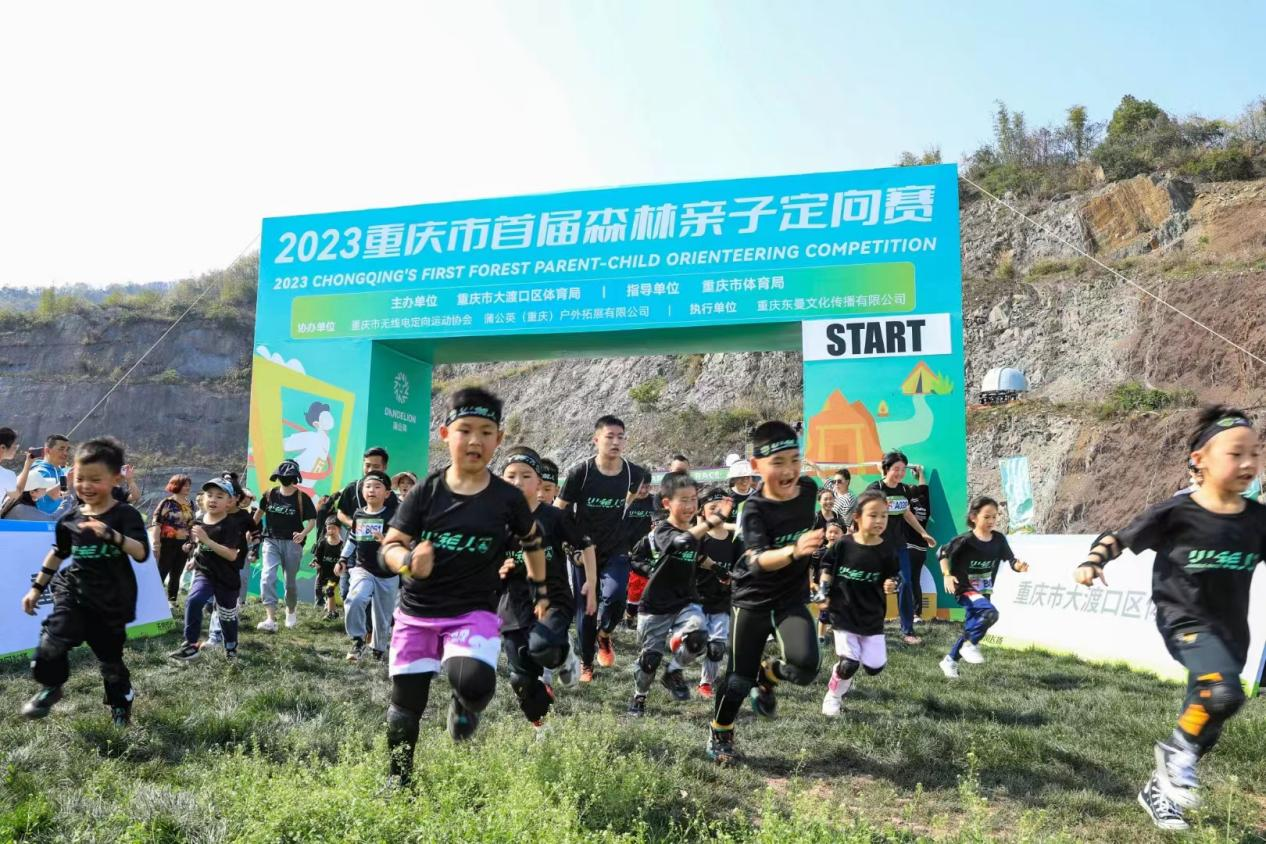 2023重庆市首届森林亲子定向赛
2023 CHONGQING'S FIRST FOREST PARENT-CHILD ORIENTEERING COMPETITION
主办单位 重庆市大渡口区体育局 | 指导单位 重庆市体育局
协办单位 重庆市无线电定向运动协会 蒲公英（重庆）户外拓展有限公司 | 执行单位 重庆东曼文化传播有限公司
START
DANDELION
蒲公英
重庆市大渡口区